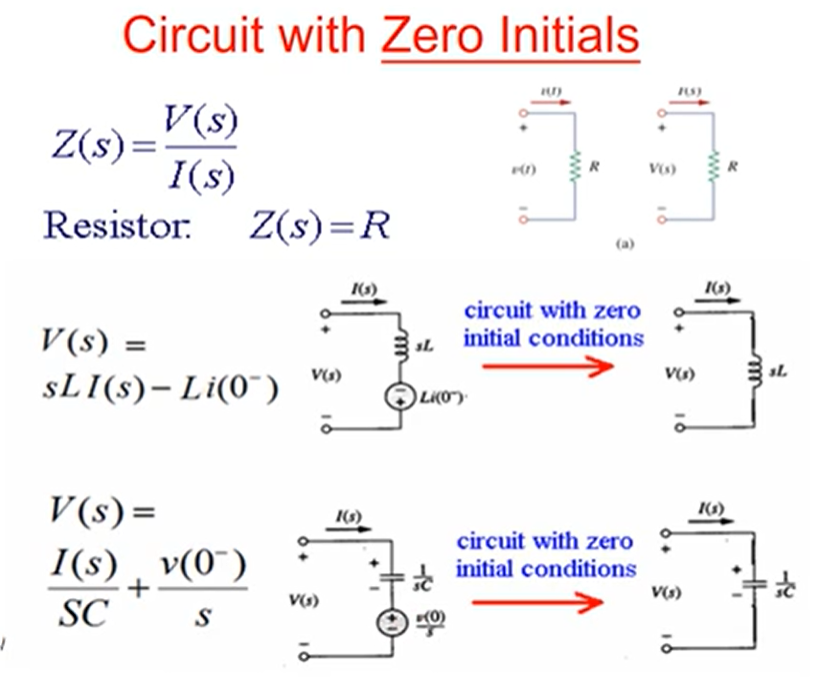 Circuit with Zero Initials
Z(s) = V(s) / I(s)
i(t)
I(s)
+
+
v(t)
R
V(s)
R
−
−
(a)
Resistor: Z(s) = R
V(s) =
sLI(s) − Li(0⁻)
I(s)
+
sL
V(s)
− +
Li(0⁻)
−
circuit with zero
initial conditions
I(s)
+
V(s)
sL
−
V(s) =
I(s) / SC + v(0⁻) / s
I(s)
+
+
−
1/sC
V(s)
+ −
v(0)/s
−
circuit with zero
initial conditions
I(s)
+
+
−
1/sC
V(s)
−